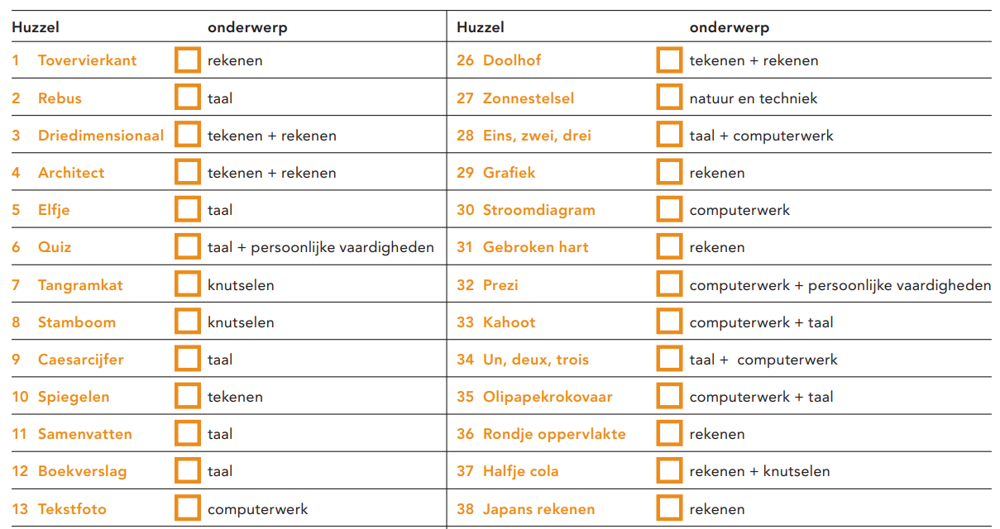 Huzzel onderwerp Huzzel onderwerp
1 Tovervierkant rekenen 26 Doolhof tekenen + rekenen
2 Rebus taal 27 Zonnestelsel natuur en techniek
3 Driedimensionaal tekenen + rekenen 28 Eins, zwei, drei taal + computerwerk
4 Architect tekenen + rekenen 29 Grafiek rekenen
5 Elfje taal 30 Stroomdiagram computerwerk
6 Quiz taal + persoonlijke vaardigheden 31 Gebroken hart rekenen
7 Tangramkat knutselen 32 Prezi computerwerk + persoonlijke vaardigheden
8 Stamboom knutselen 33 Kahoot computerwerk + taal
9 Caesarcijfer taal 34 Un, deux, trois taal + computerwerk
10 Spiegelen tekenen 35 Olipapekrokovaar computerwerk + taal
11 Samenvatten taal 36 Rondje oppervlakte rekenen
12 Boekverslag taal 37 Halfje cola rekenen + knutselen
13 Tekstfoto computerwerk 38 Japans rekenen rekenen